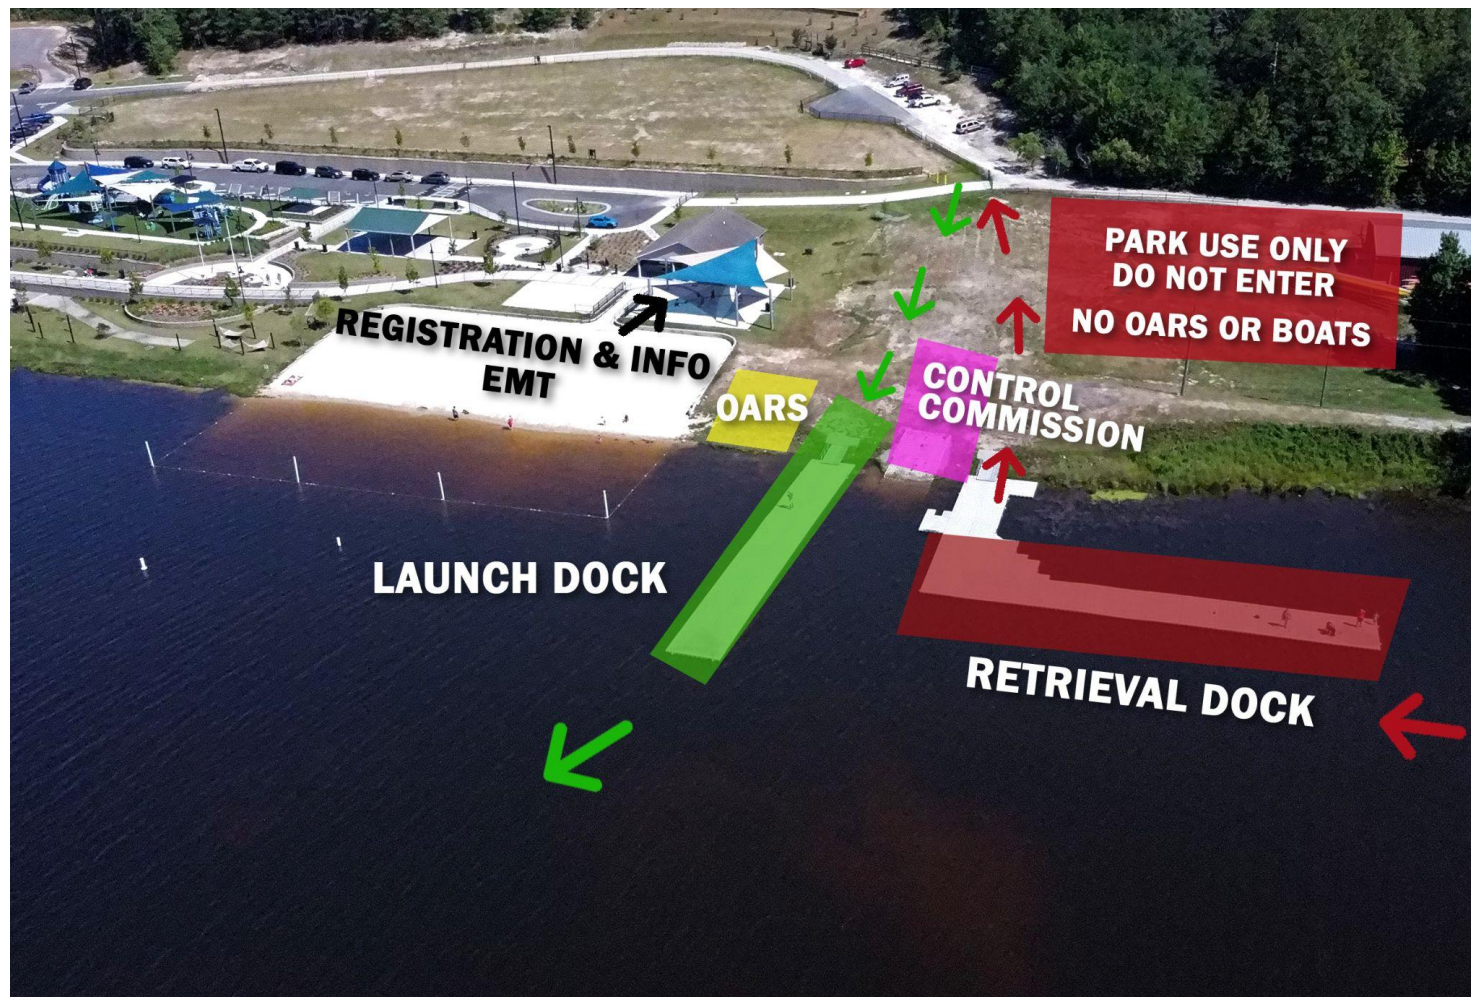 PARK USE ONLY
DO NOT ENTER
NO OARS OR BOATS
REGISTRATION & INFO
EMT
OARS
CONTROL
COMMISSION
LAUNCH DOCK
RETRIEVAL DOCK